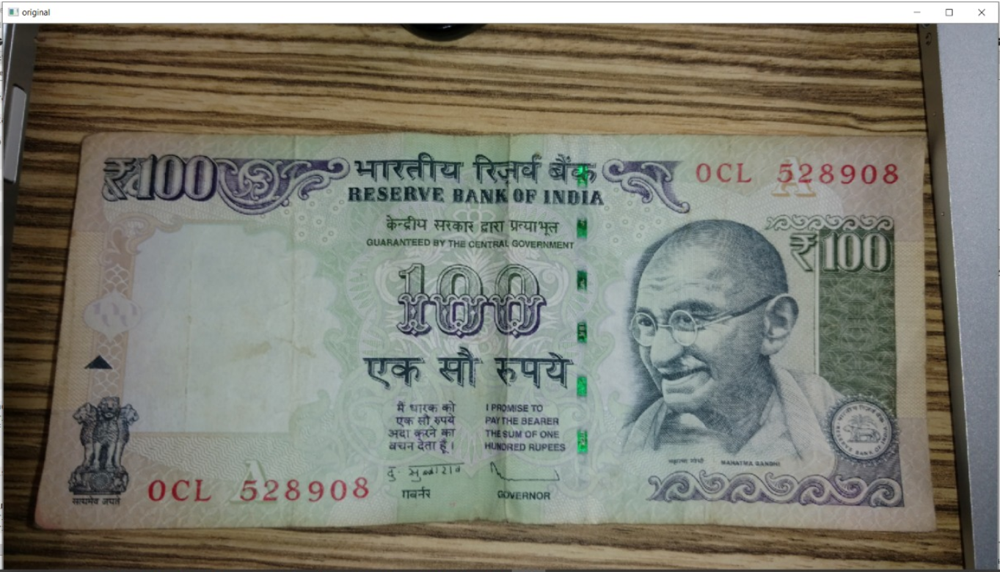 original
₹100
भारतीय रिज़र्व बैंक
RESERVE BANK OF INDIA
0CL 528908
A
केन्द्रीय सरकार द्वारा प्रत्याभूत
GUARANTEED BY THE CENTRAL GOVERNMENT
₹100
100
एक सौ रुपये
मैं धारक को
एक सौ रुपये
अदा करने का
वचन देता हूँ।
I PROMISE TO
PAY THE BEARER
THE SUM OF ONE
HUNDRED RUPEES
गवर्नर
GOVERNOR
महात्मा गांधी
MAHATMA GANDHI
भारतीय रिज़र्व बैंक
RESERVE BANK OF INDIA
A
0CL 528908
सत्यमेव जयते